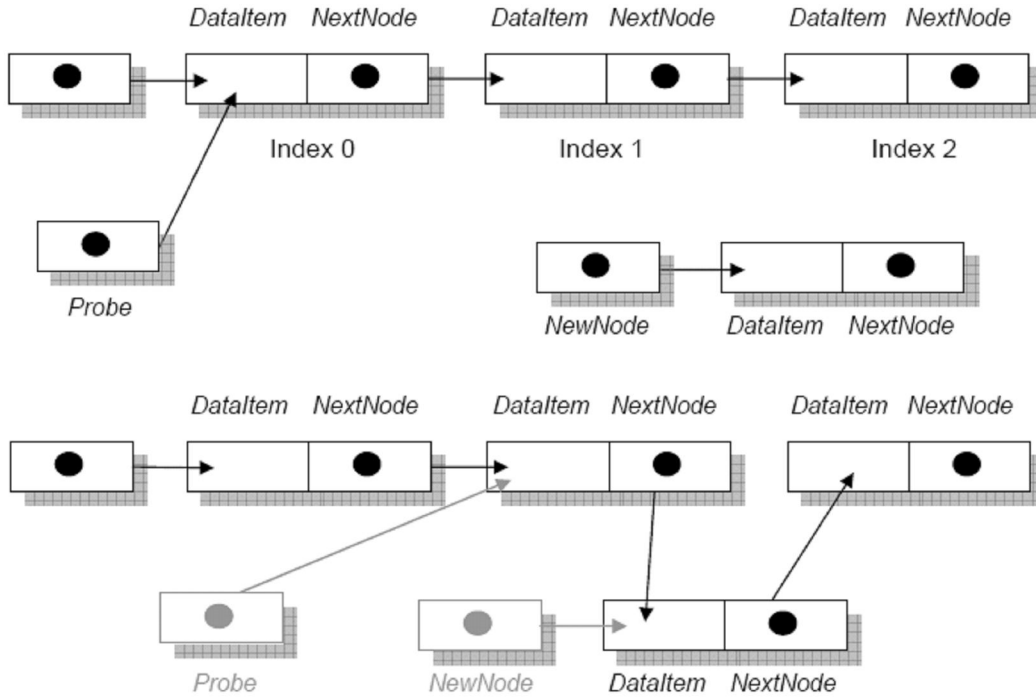 DataItem NextNode DataItem NextNode DataItem NextNode
Index 0 Index 1 Index 2
Probe
NewNode DataItem NextNode
DataItem NextNode DataItem NextNode DataItem NextNode
Probe NewNode DataItem NextNode